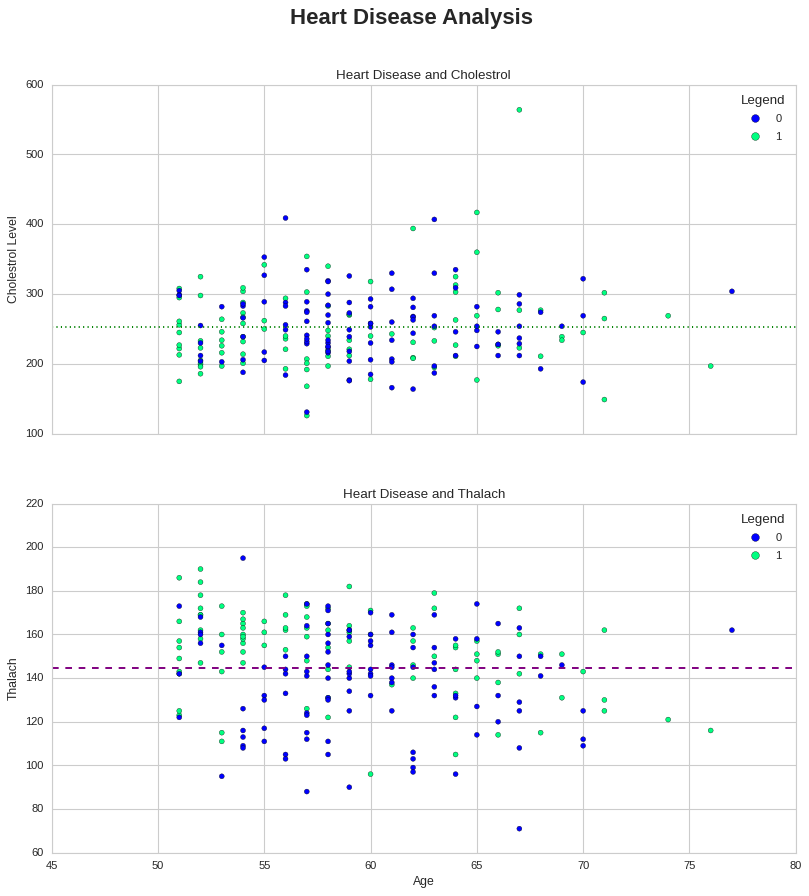 Heart Disease Analysis
Heart Disease and Cholestrol
600
500
400
300
200
100
Cholestrol Level
Legend
0
1
Heart Disease and Thalach
220
200
180
160
140
120
100
80
60
Thalach
Legend
0
1
45 50 55 60 65 70 75 80
Age